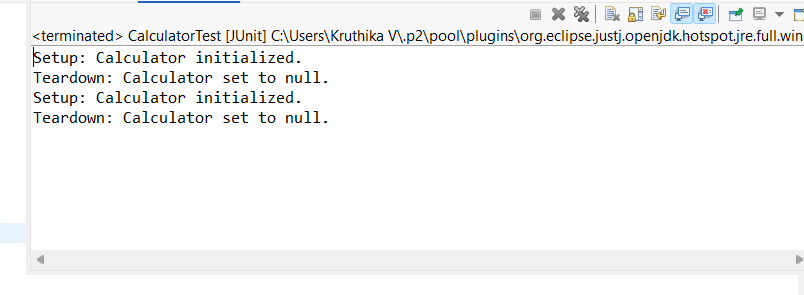 <terminated> CalculatorTest [JUnit] C:\Users\Kruthika V\.p2\pool\plugins\org.eclipse.justj.openjdk.hotspot.jre.full.win
Setup: Calculator initialized.
Teardown: Calculator set to null.
Setup: Calculator initialized.
Teardown: Calculator set to null.